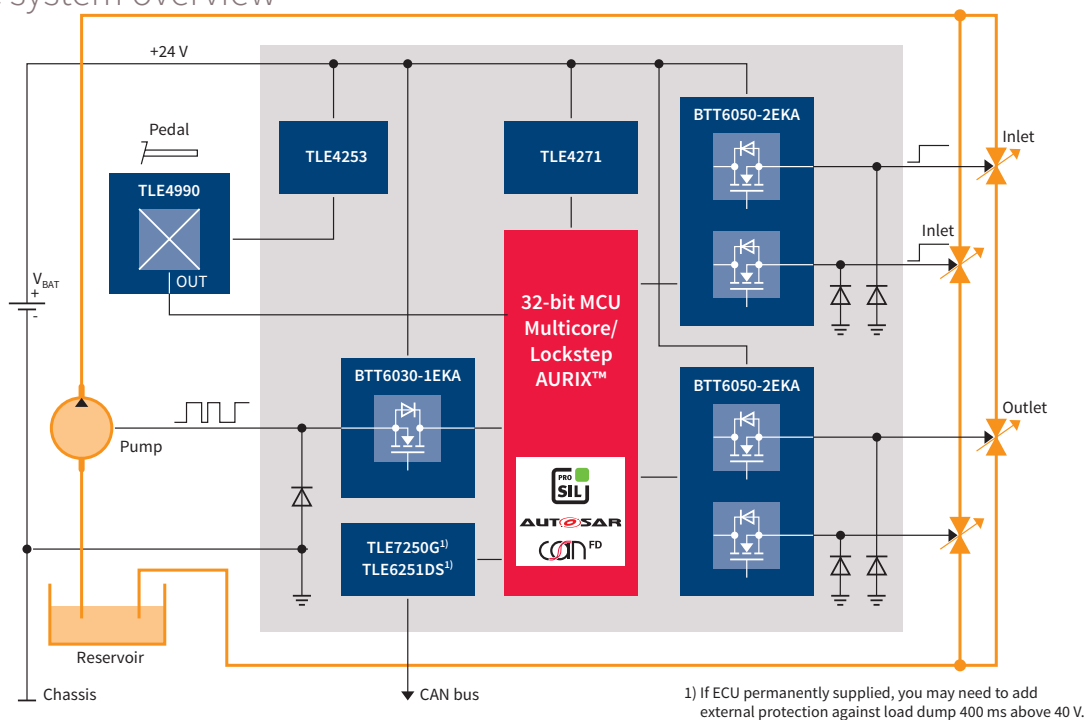 system overview
+24 V
Pedal
TLE4990
OUT
TLE4253
TLE4271
BTT6050-2EKA
Inlet
Inlet
VBAT
+
-
32-bit MCU
Multicore/
Lockstep
AURIX™
BTT6030-1EKA
BTT6050-2EKA
Outlet
Pump
PRO
SIL
AUTOSAR
CAN FD
TLE7250G1)
TLE6251DS1)
Reservoir
Chassis
CAN bus
1) If ECU permanently supplied, you may need to add
external protection against load dump 400 ms above 40 V.